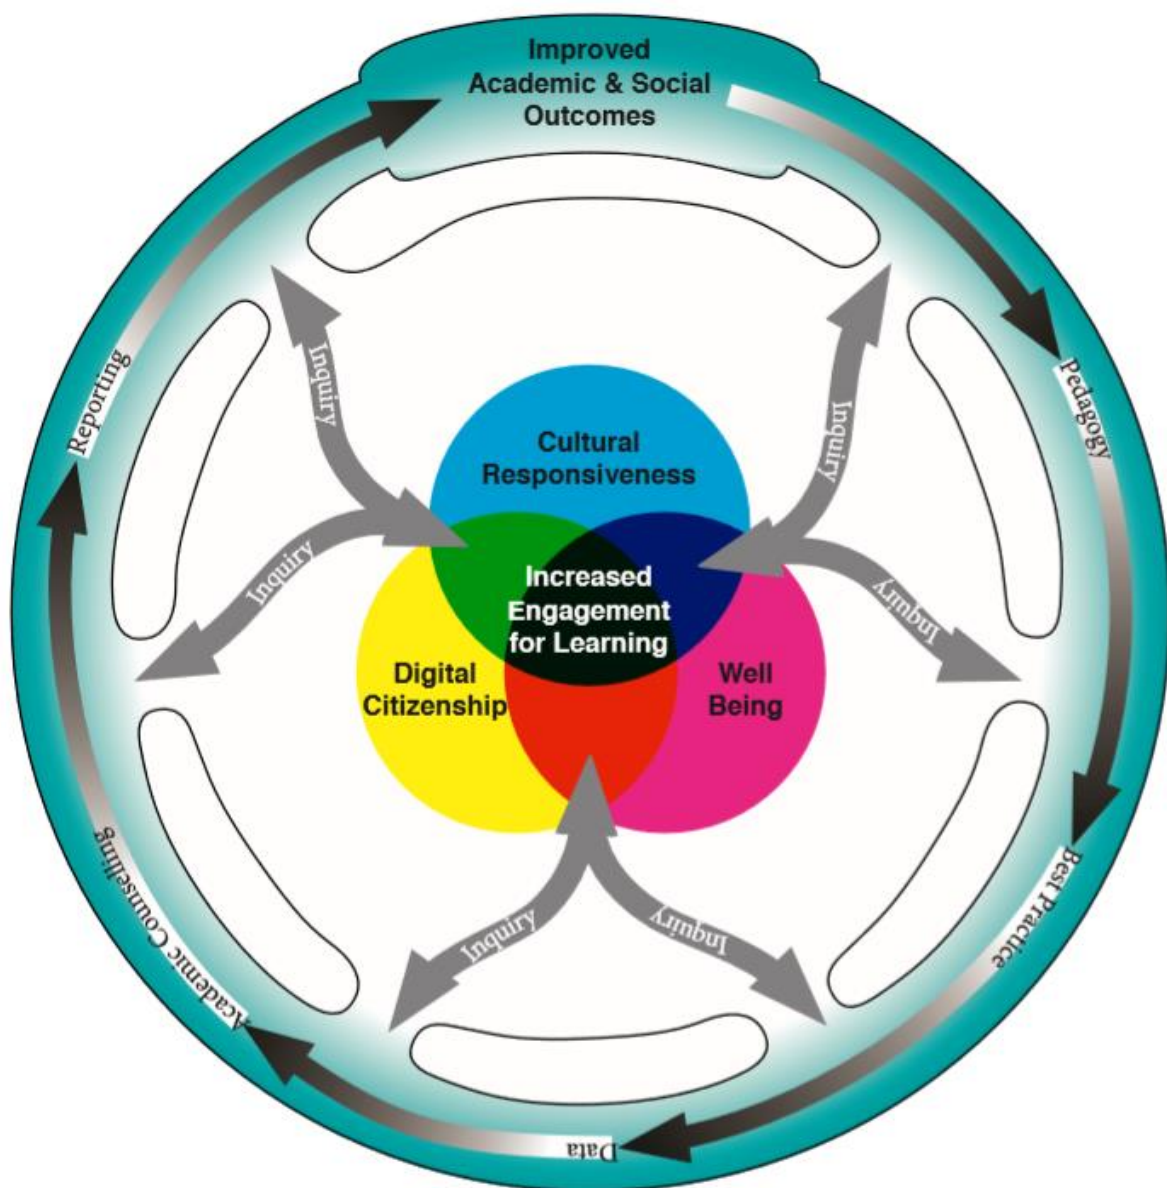 Improved
Academic & Social
Outcomes
Pedagogy
Best Practice
Data
Academic Counselling
Reporting
Inquiry
Inquiry
Inquiry
Inquiry
Inquiry
Inquiry
Cultural
Responsiveness
Increased
Engagement
for Learning
Digital
Citizenship
Well
Being